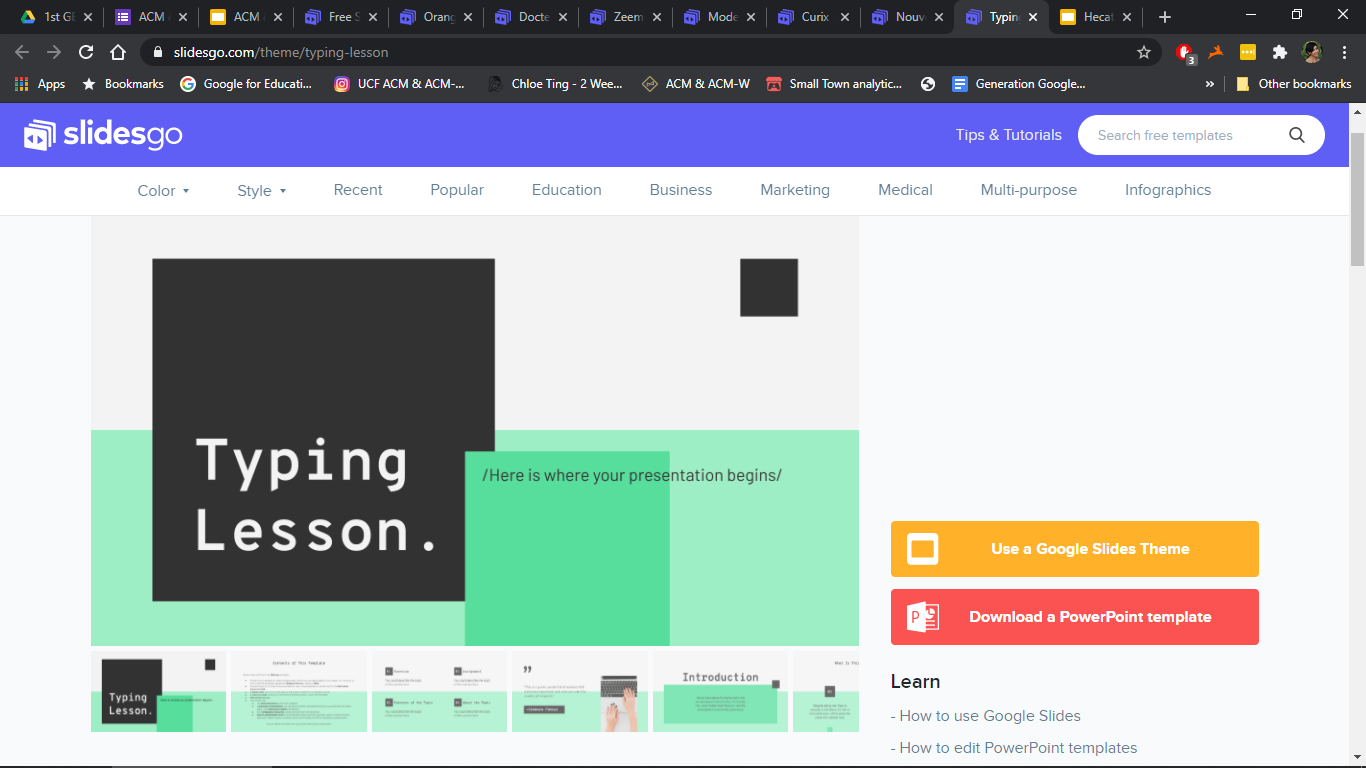 1st GE
ACM
ACM
Free S
Orang
Docte
Zeem
Mode
Curix
Nouv
Typin
Hecat
slidesgo.com/theme/typing-lesson
3
Apps
Bookmarks
Google for Educati...
UCF ACM & ACM-...
Chloe Ting - 2 Wee...
ACM & ACM-W
Small Town analytic...
Generation Google...
»
Other bookmarks
slidesgo
Tips & Tutorials
Search free templates
Color
Style
Recent
Popular
Education
Business
Marketing
Medical
Multi-purpose
Infographics
Typing
Lesson.
/Here is where your presentation begins/
Use a Google Slides Theme
Download a PowerPoint template
Typing
Lesson.
Contents of This Template
Introduction
What Is Thi
Learn
- How to use Google Slides
- How to edit PowerPoint templates